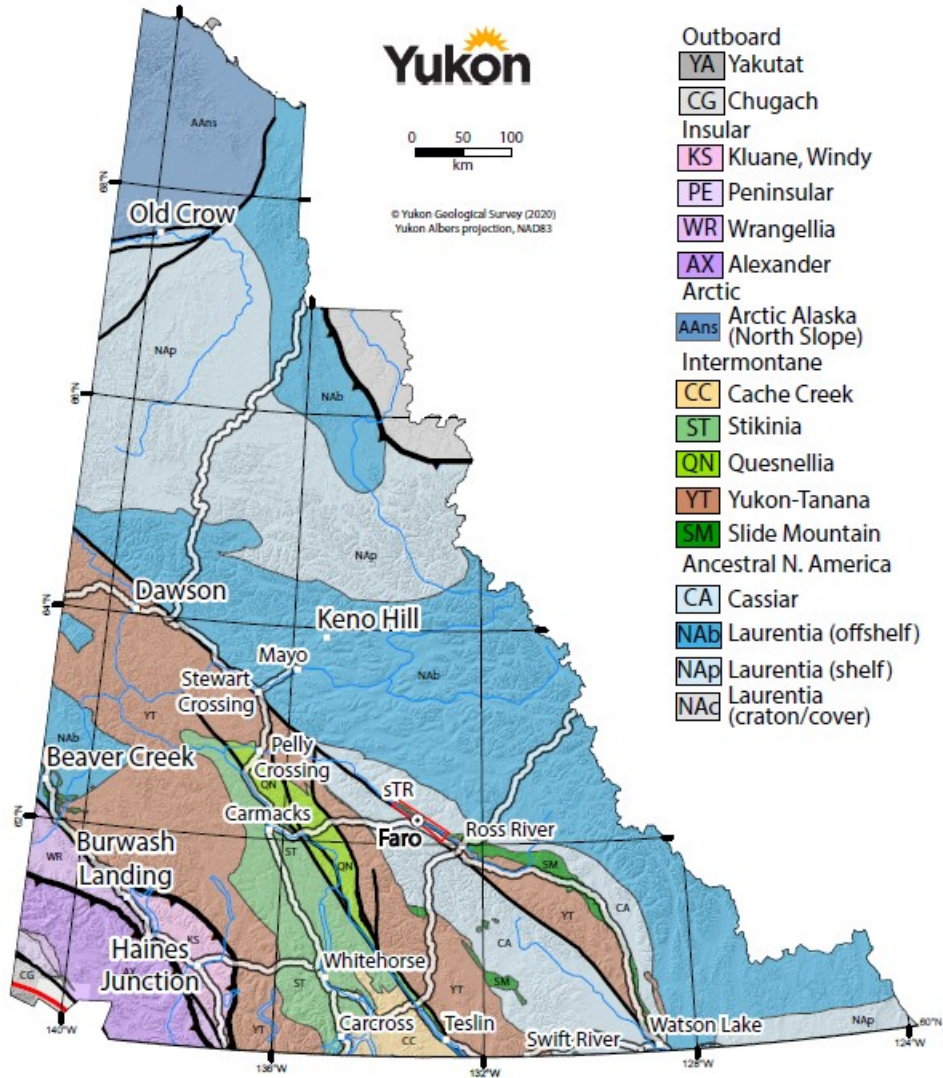 Yukon
0 50 100
km
© Yukon Geological Survey (2020)
Yukon Albers projection, NAD83
Outboard
YA Yakutat
CG Chugach
Insular
KS Kluane, Windy
PE Peninsular
WR Wrangellia
AX Alexander
Arctic
AAns Arctic Alaska
(North Slope)
Intermontane
CC Cache Creek
ST Stikinia
QN Quesnellia
YT Yukon-Tanana
SM Slide Mountain
Ancestral N. America
CA Cassiar
NAb Laurentia (offshelf)
NAp Laurentia (shelf)
NAc Laurentia
(craton/cover)
AAns
68°N
Old Crow
NAp
66°N
NAb
NAp
64°N
Dawson
Keno Hill
Mayo
Stewart
Crossing
NAb
YT
NAb
Beaver Creek
Pelly
Crossing
QN
sTR
62°N
Carmacks
Faro
Ross River
Burwash
Landing
WR
ST
QN
SM
YT
CA
KS
CA
Haines
Junction
AX
Whitehorse
CG
ST
YT
SM
140°W
YT
Carcross
CC
Teslin
Swift River
Watson Lake
NAp
60°N
136°W
132°W
128°W
124°W